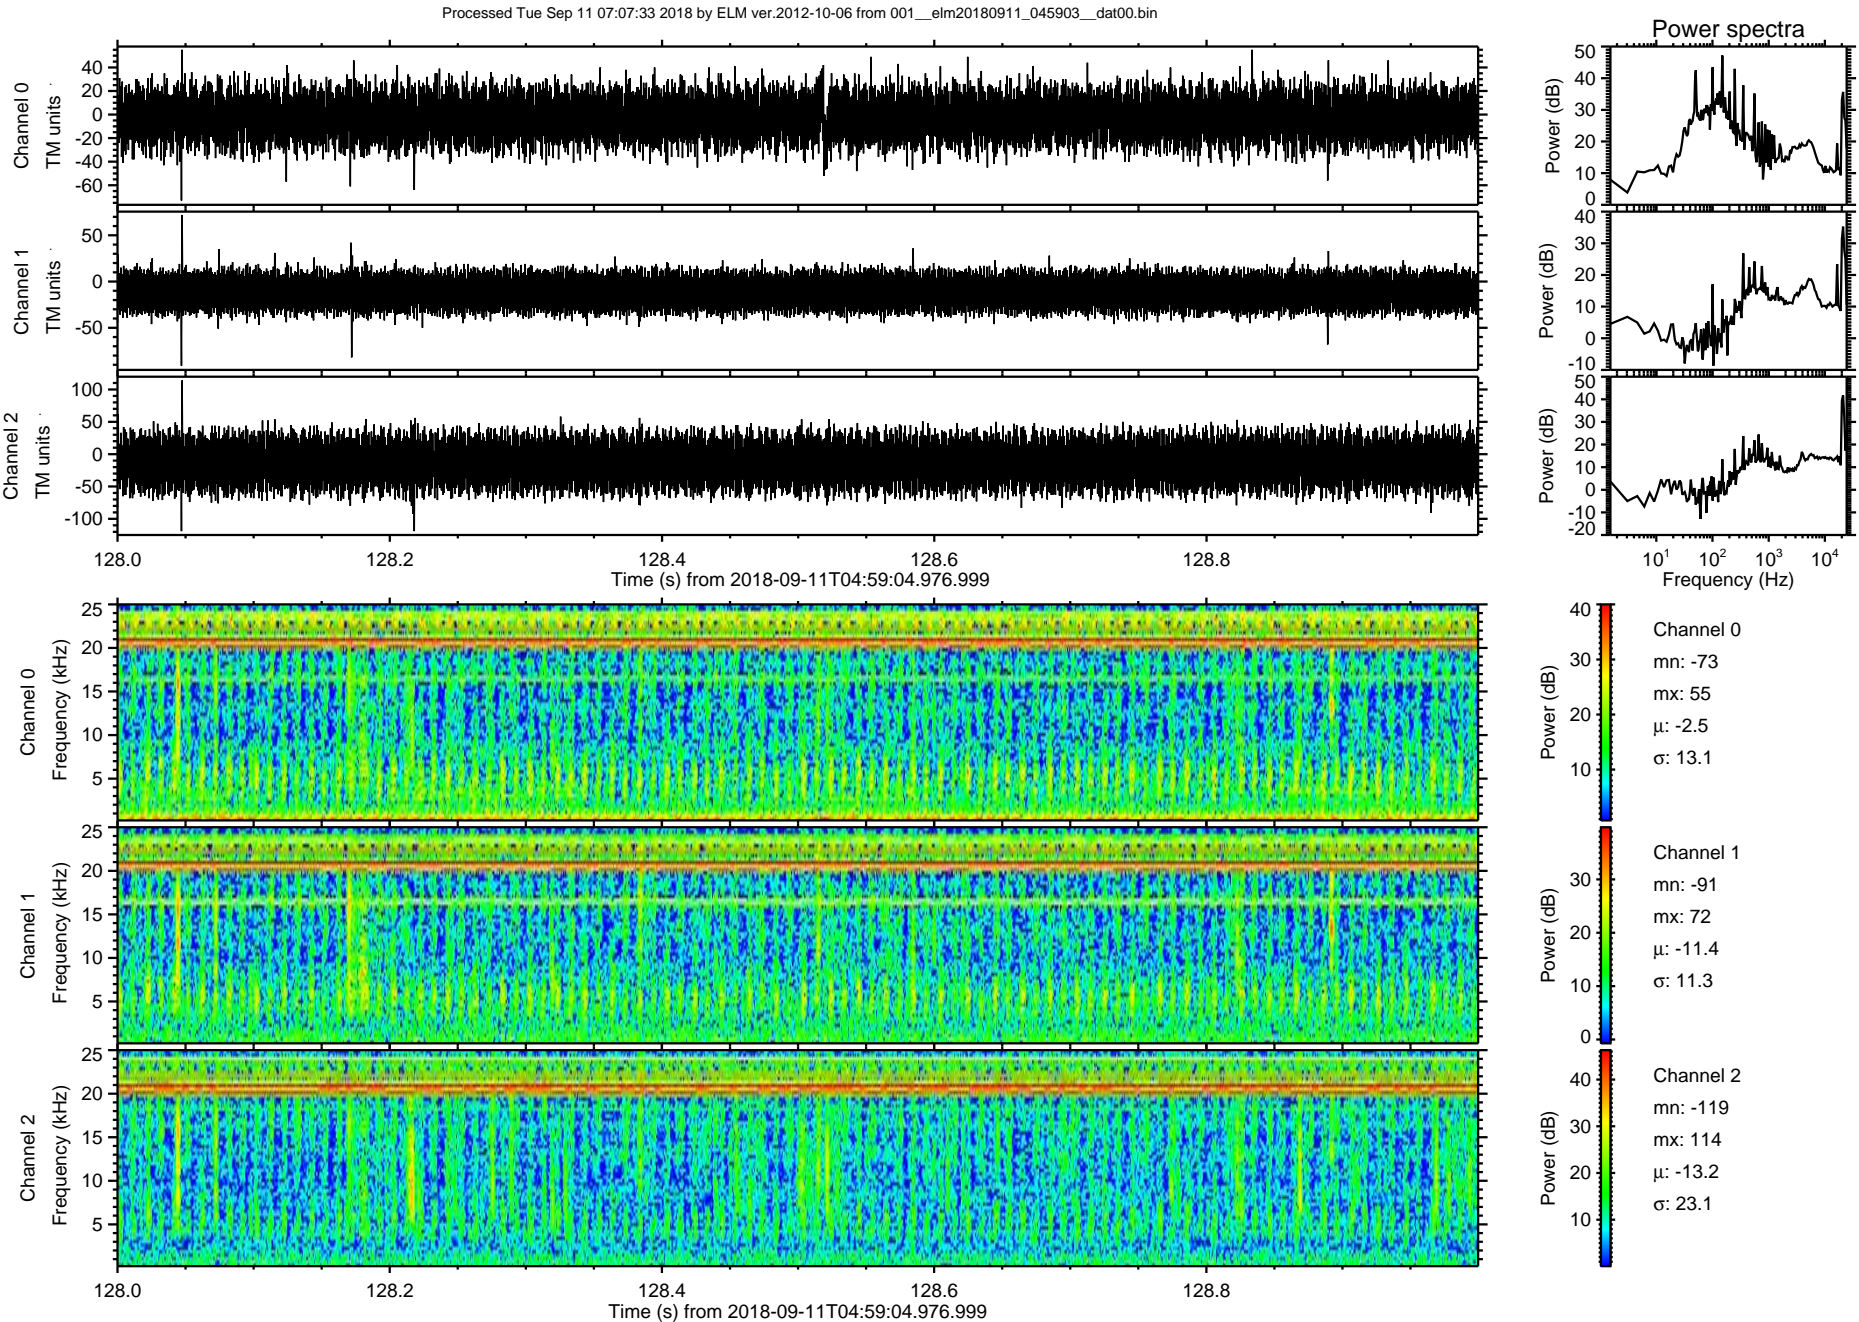 Processed Tue Sep 11 07:07:33 2018 by ELM ver.2012-10-06 from 001__elm20180911_045903__dat00.bin
Power spectra
Channel 0
TM units
40
20
0
-20
-40
-60
Power (dB)
50
40
30
20
10
0
Channel 1
TM units
50
0
-50
Power (dB)
40
30
20
10
0
-10
Channel 2
TM units
100
50
0
-50
-100
Power (dB)
50
40
30
20
10
0
-10
-20
128.0 128.2 128.4 128.6 128.8
Time (s) from 2018-09-11T04:59:04.976.999
10^1 10^2 10^3 10^4
Frequency (Hz)
Channel 0
Frequency (kHz)
25
20
15
10
5
Power (dB)
40
30
20
10
Channel 0
mn: -73
mx: 55
μ: -2.5
σ: 13.1
Channel 1
Frequency (kHz)
25
20
15
10
5
Power (dB)
30
20
10
0
Channel 1
mn: -91
mx: 72
μ: -11.4
σ: 11.3
Channel 2
Frequency (kHz)
25
20
15
10
5
Power (dB)
40
30
20
10
Channel 2
mn: -119
mx: 114
μ: -13.2
σ: 23.1
128.0 128.2 128.4 128.6 128.8
Time (s) from 2018-09-11T04:59:04.976.999